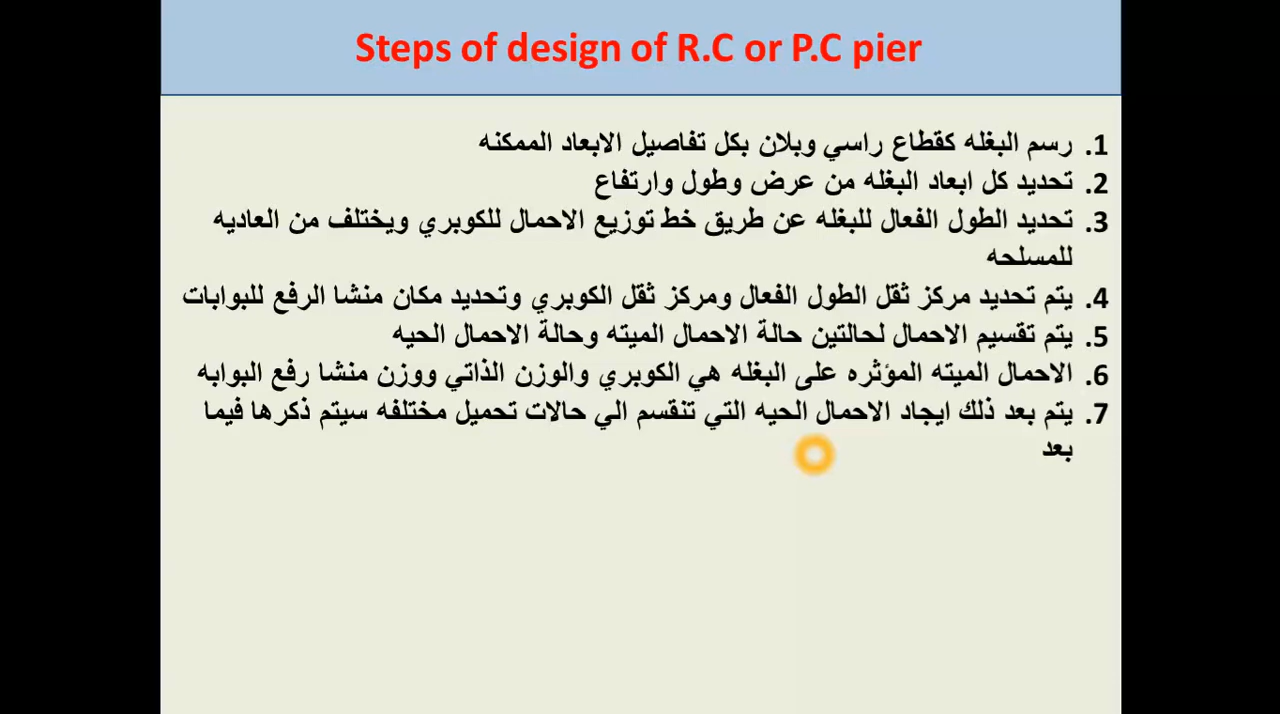 Steps of design of R.C or P.C pier
1. رسم البغله كقطاع راسي وبلان بكل تفاصيل الابعاد الممكنه
2. تحديد كل ابعاد البغله من عرض وطول وارتفاع
3. تحديد الطول الفعال للبغله عن طريق خط توزيع الاحمال للكوبري ويختلف من العاديه
للمسلحه
4. يتم تحديد مركز ثقل الطول الفعال ومركز ثقل الكوبري وتحديد مكان منشا الرفع للبوابات
5. يتم تقسيم الاحمال لحالتين حالة الاحمال الميته وحالة الاحمال الحيه
6. الاحمال الميته المؤثره على البغله هي الكوبري والوزن الذاتي ووزن منشا رفع البوابه
7. يتم بعد ذلك ايجاد الاحمال الحيه التي تنقسم الي حالات تحميل مختلفه سيتم ذكرها فيما
بعد